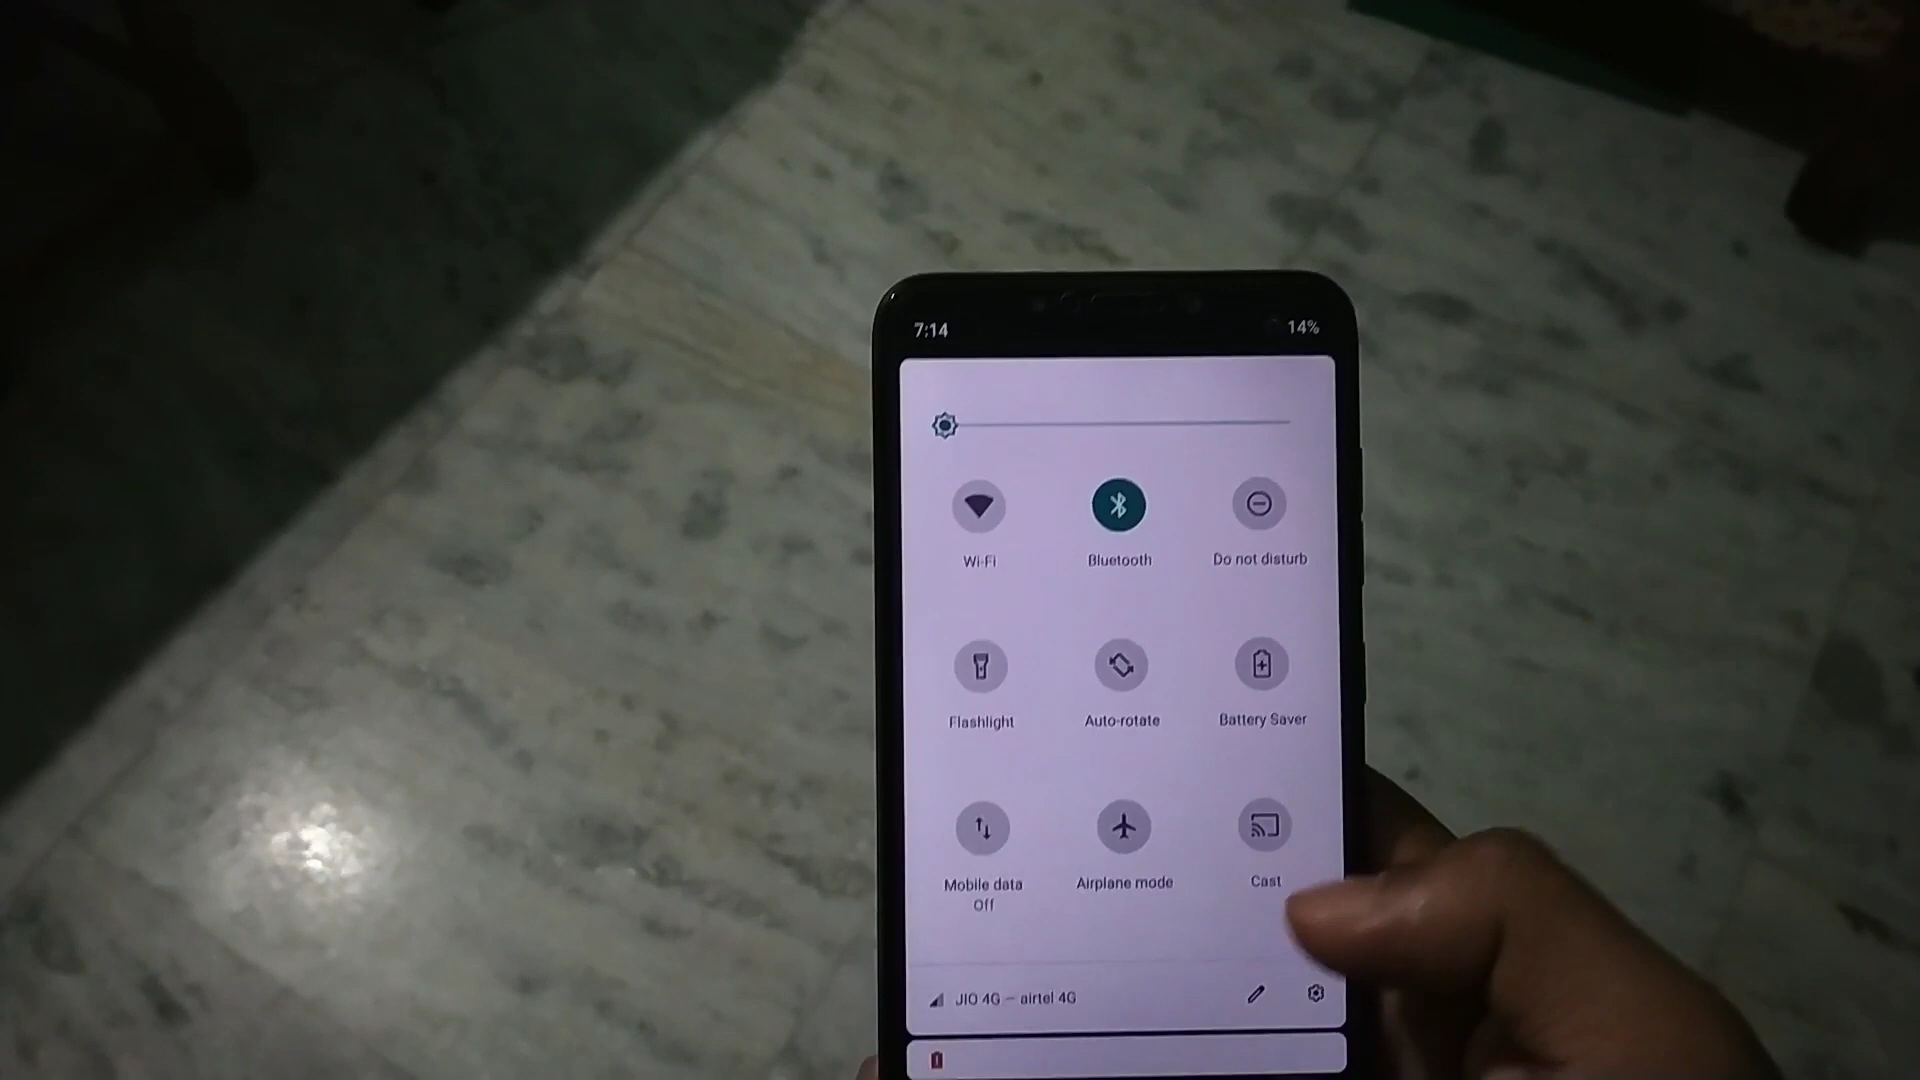 7:14 14%
Wi-Fi Bluetooth Do not disturb
Flashlight Auto-rotate Battery Saver
Mobile data Airplane mode Cast
Off
JIO 4G — airtel 4G